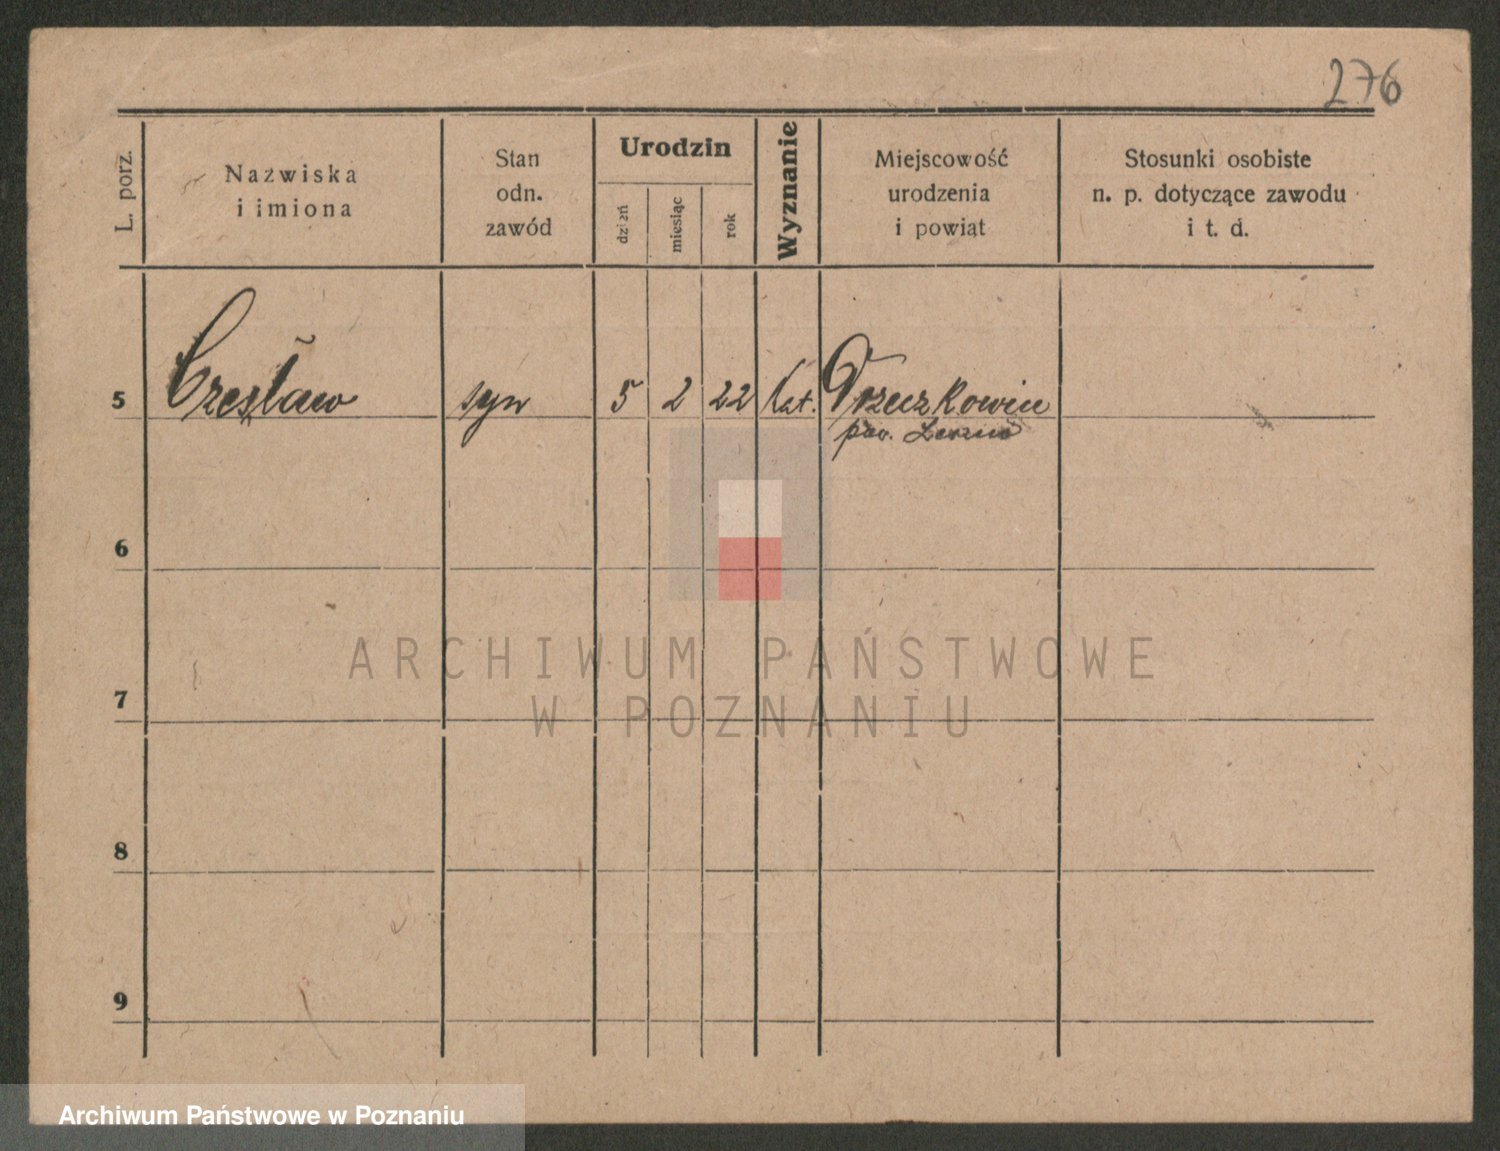 276
L. porz.
Nazwiska
i imiona
Stan
odn.
zawód
Urodzin
dzień
miesiąc
rok
Wyznanie
Miejscowość
urodzenia
i powiat
Stosunki osobiste
n. p. dotyczące zawodu
i t. d.
5 Czesław syn 5 2 22 kat.
pow.
6
7
8
9
ARCHIWUM PAŃSTWOWE
W POZNANIU
Archiwum Państwowe w Poznaniu